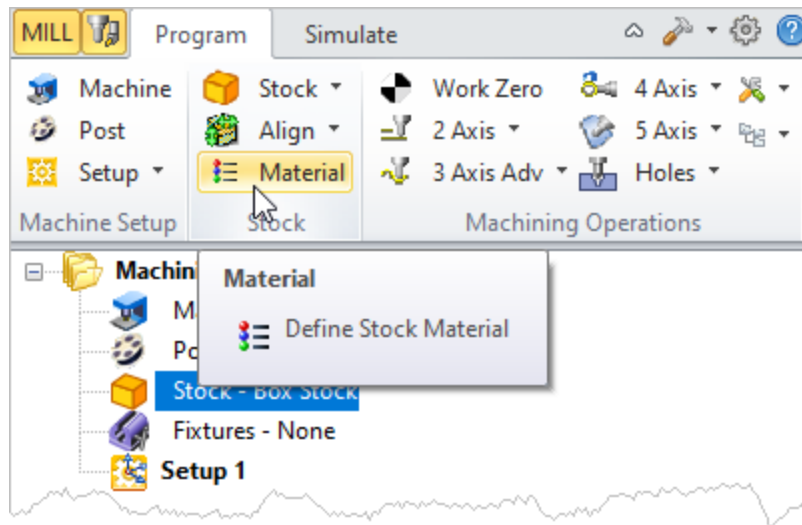 MILL Program Simulate
Machine Stock Work Zero 4 Axis
Post Align 2 Axis 5 Axis
Setup Material 3 Axis Adv Holes
Machine Setup Stock Machining Operations
Machini
Material
Define Stock Material
Stock - Box Stock
Fixtures - None
Setup 1